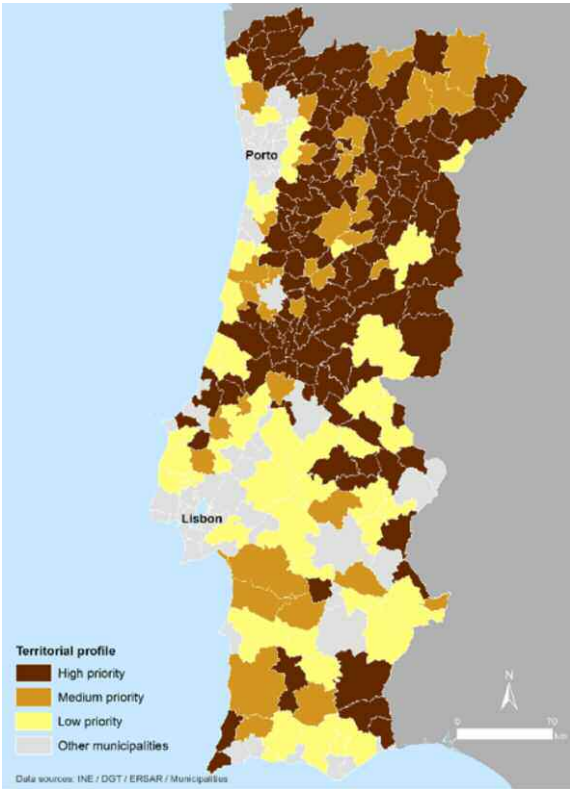 Porto
Lisbon
Territorial profile
High priority
Medium priority
Low priority
Other municipalities
N
0 70
km
Data sources: INE / DGT / ERSAR / Municipalities